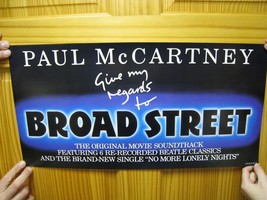 PAUL McCARTNEY
Give my
regards
to
BROAD STREET
THE ORIGINAL MOVIE SOUNDTRACK
FEATURING 6 RE-RECORDED BEATLE CLASSICS
AND THE BRAND-NEW SINGLE "NO MORE LONELY NIGHTS"